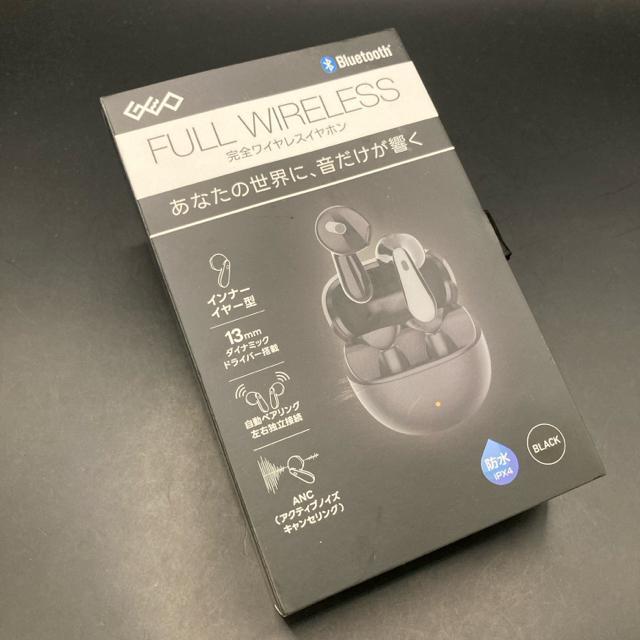 GEO
Bluetooth®
FULL WIRELESS
完全ワイヤレスイヤホン
あなたの世界に、音だけが響く
インナー
イヤー型
13mm
ダイナミック
ドライバー搭載
自動ペアリング
左右独立接続
ANC
(アクティブノイズ
キャンセリング)
防水
IPX4
BLACK